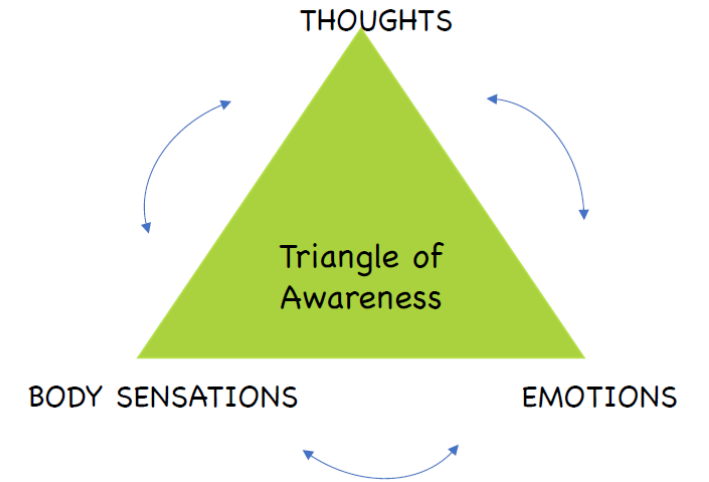 THOUGHTS
Triangle of
Awareness
BODY SENSATIONS
EMOTIONS